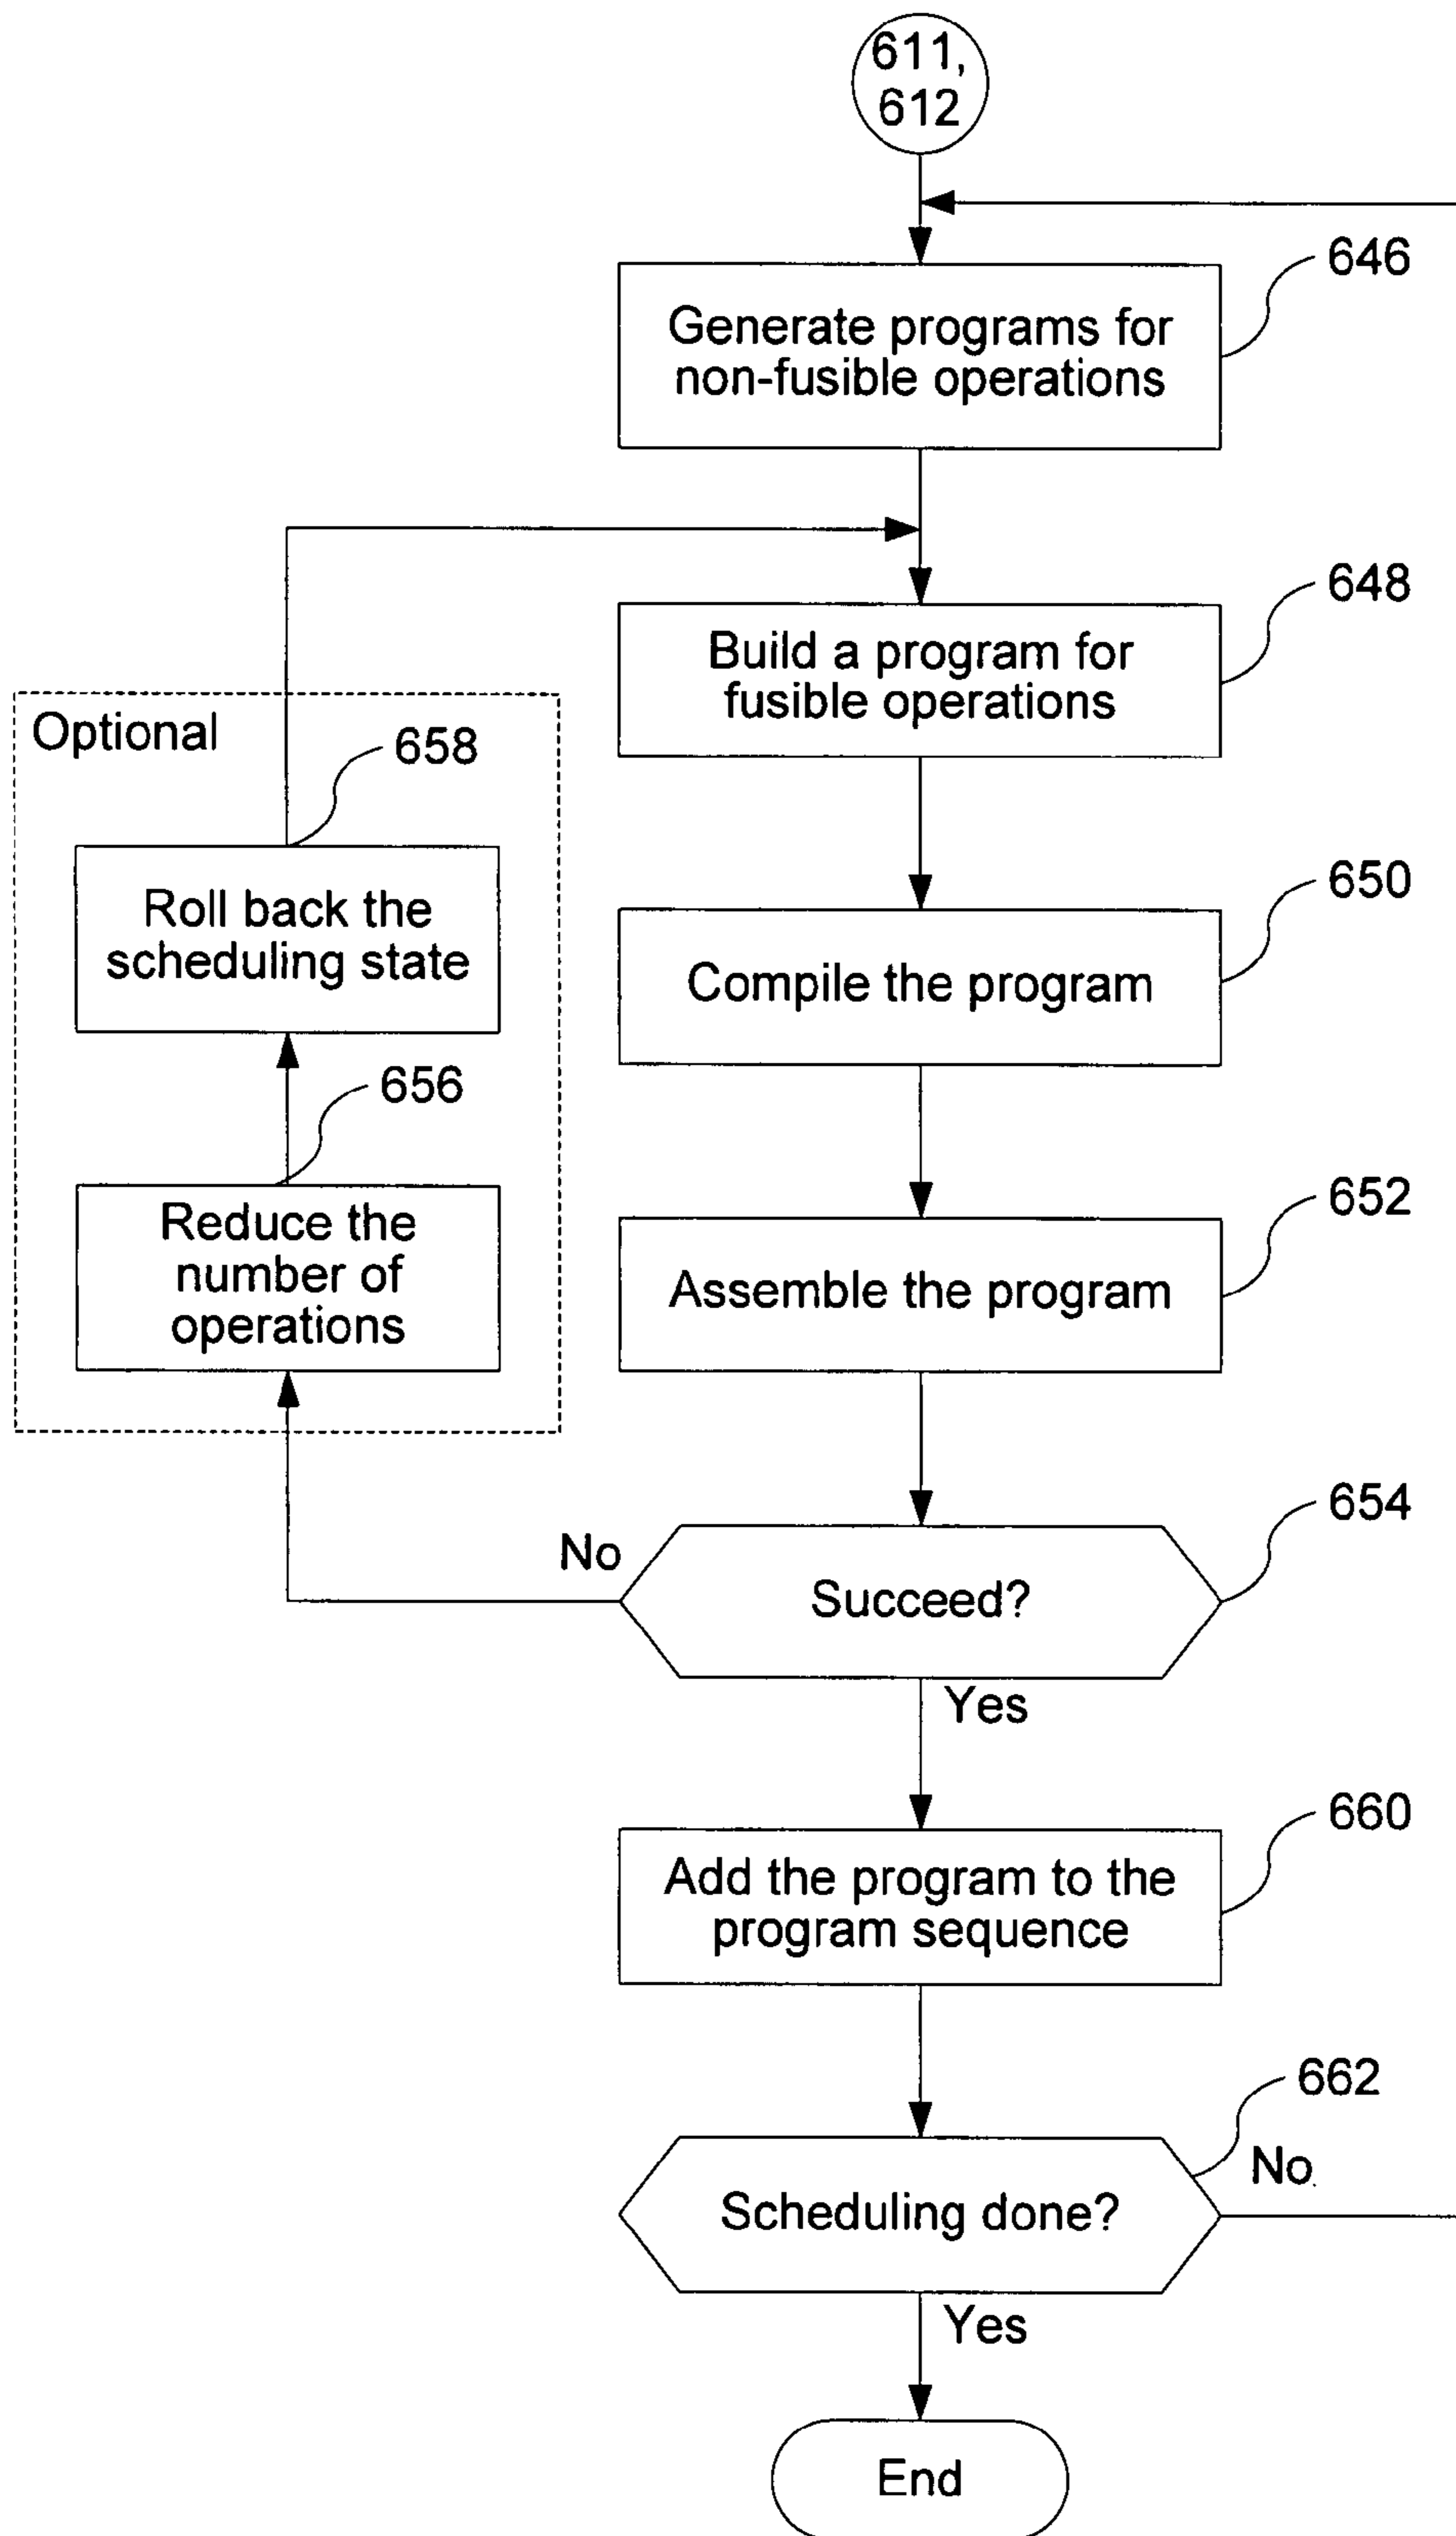 611,
612
646
Generate programs for
non-fusible operations
648
Build a program for
fusible operations
Optional
658
Roll back the
scheduling state
650
Compile the program
656
Reduce the
number of
operations
652
Assemble the program
654
No
Succeed?
Yes
660
Add the program to the
program sequence
662
No
Scheduling done?
Yes
End